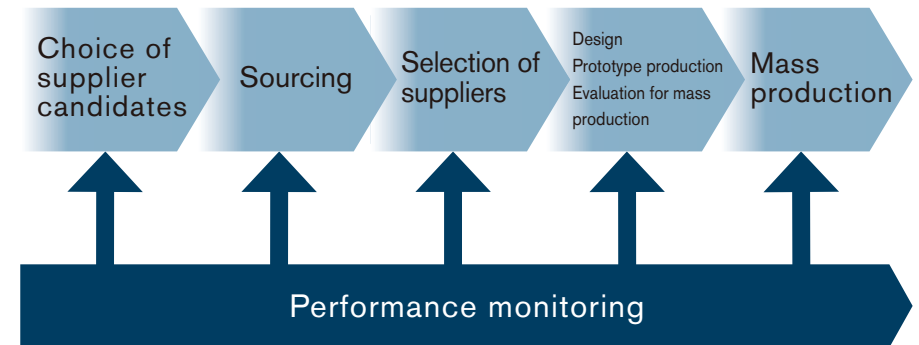 Choice of
supplier
candidates
Sourcing
Selection of
suppliers
Design
Prototype production
Evaluation for mass
production
Mass
production
Performance monitoring